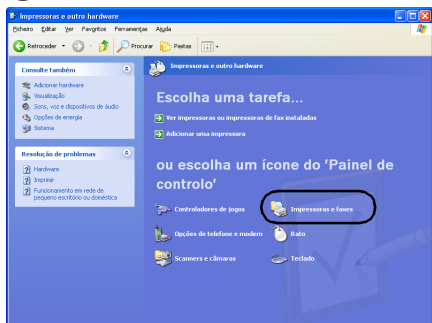 Impressoras e outro hardware
Ficheiro Editar Ver Favoritos Ferramentas Ajuda
Retroceder Procurar Pastas
Consulte também
Adicionar hardware
Visualização
Sons, voz e dispositivos de áudio
Opções de energia
Sistema
Resolução de problemas
Hardware
Imprimir
Funcionamento em rede de
pequeno escritório ou doméstica
Impressoras e outro hardware
Escolha uma tarefa...
Ver impressoras ou impressoras de fax instaladas
Adicionar uma impressora
ou escolha um ícone do 'Painel de
controlo'
Controladores de jogos
Impressoras e faxes
Opções de telefone e modem
Rato
Scanners e câmaras
Teclado